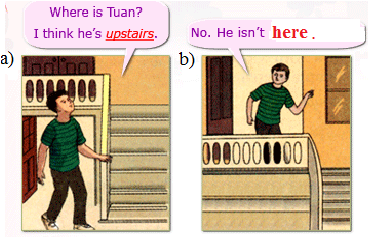 Where is Tuan?
I think he's upstairs.
No. He isn't here .
a)
b)